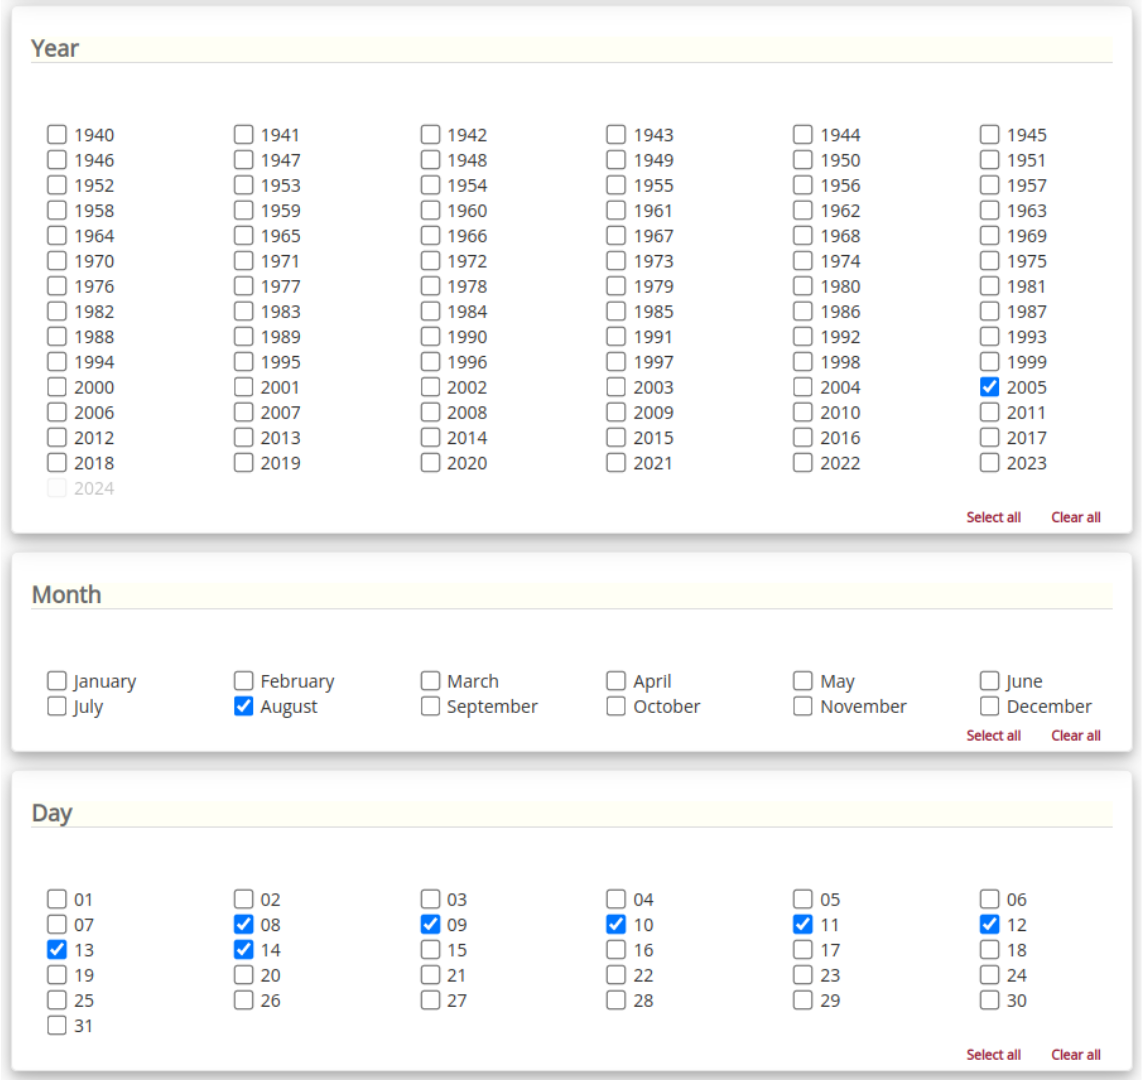 Year
1940 1941 1942 1943 1944 1945
1946 1947 1948 1949 1950 1951
1952 1953 1954 1955 1956 1957
1958 1959 1960 1961 1962 1963
1964 1965 1966 1967 1968 1969
1970 1971 1972 1973 1974 1975
1976 1977 1978 1979 1980 1981
1982 1983 1984 1985 1986 1987
1988 1989 1990 1991 1992 1993
1994 1995 1996 1997 1998 1999
2000 2001 2002 2003 2004 2005
2006 2007 2008 2009 2010 2011
2012 2013 2014 2015 2016 2017
2018 2019 2020 2021 2022 2023
2024
Select all Clear all
Month
January February March April May June
July August September October November December
Select all Clear all
Day
01 02 03 04 05 06
07 08 09 10 11 12
13 14 15 16 17 18
19 20 21 22 23 24
25 26 27 28 29 30
31
Select all Clear all